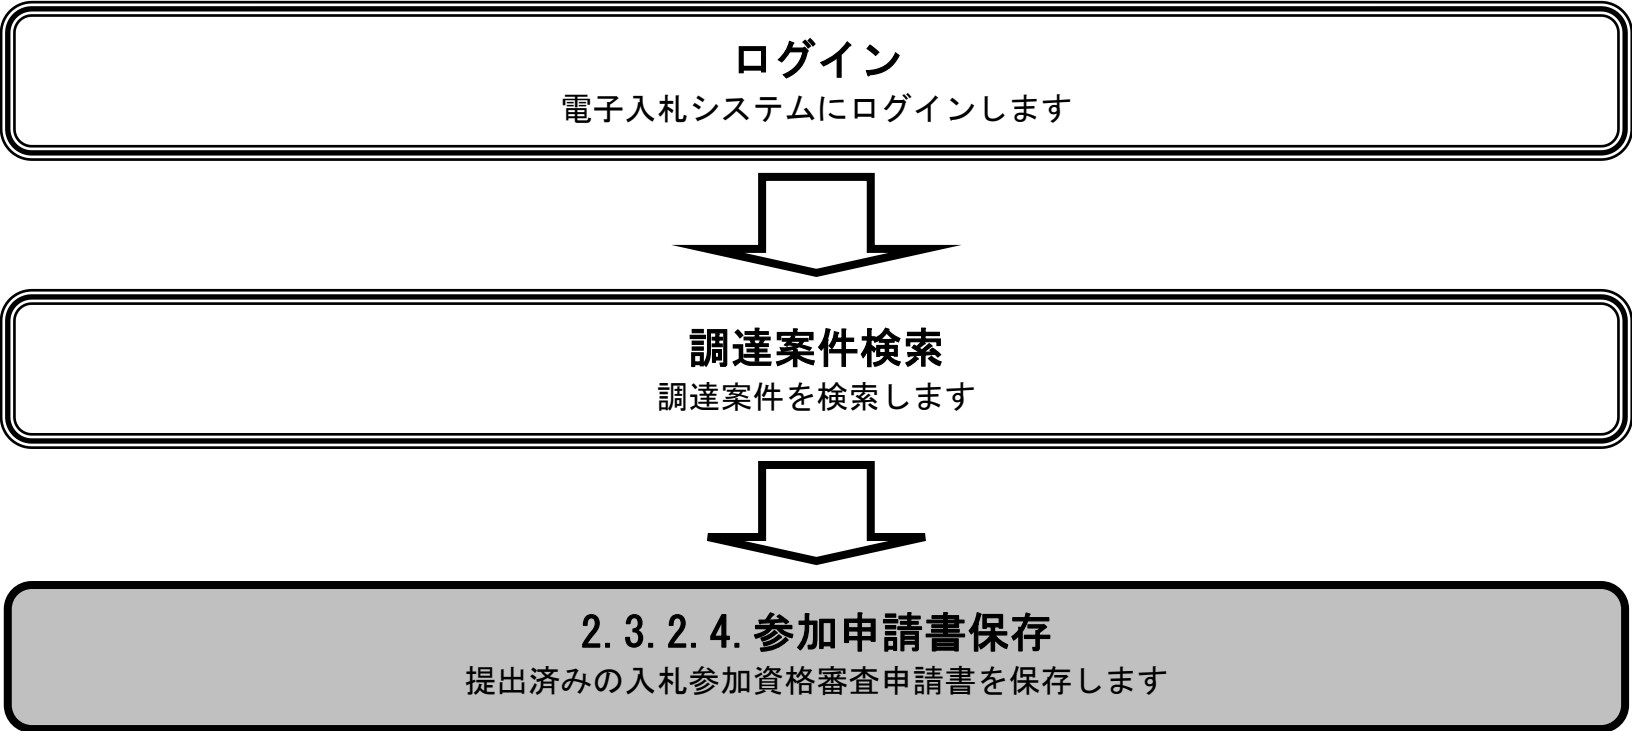 ログイン
電子入札システムにログインします
調達案件検索
調達案件を検索します
2.3.2.4.参加申請書保存
提出済みの入札参加資格審査申請書を保存します